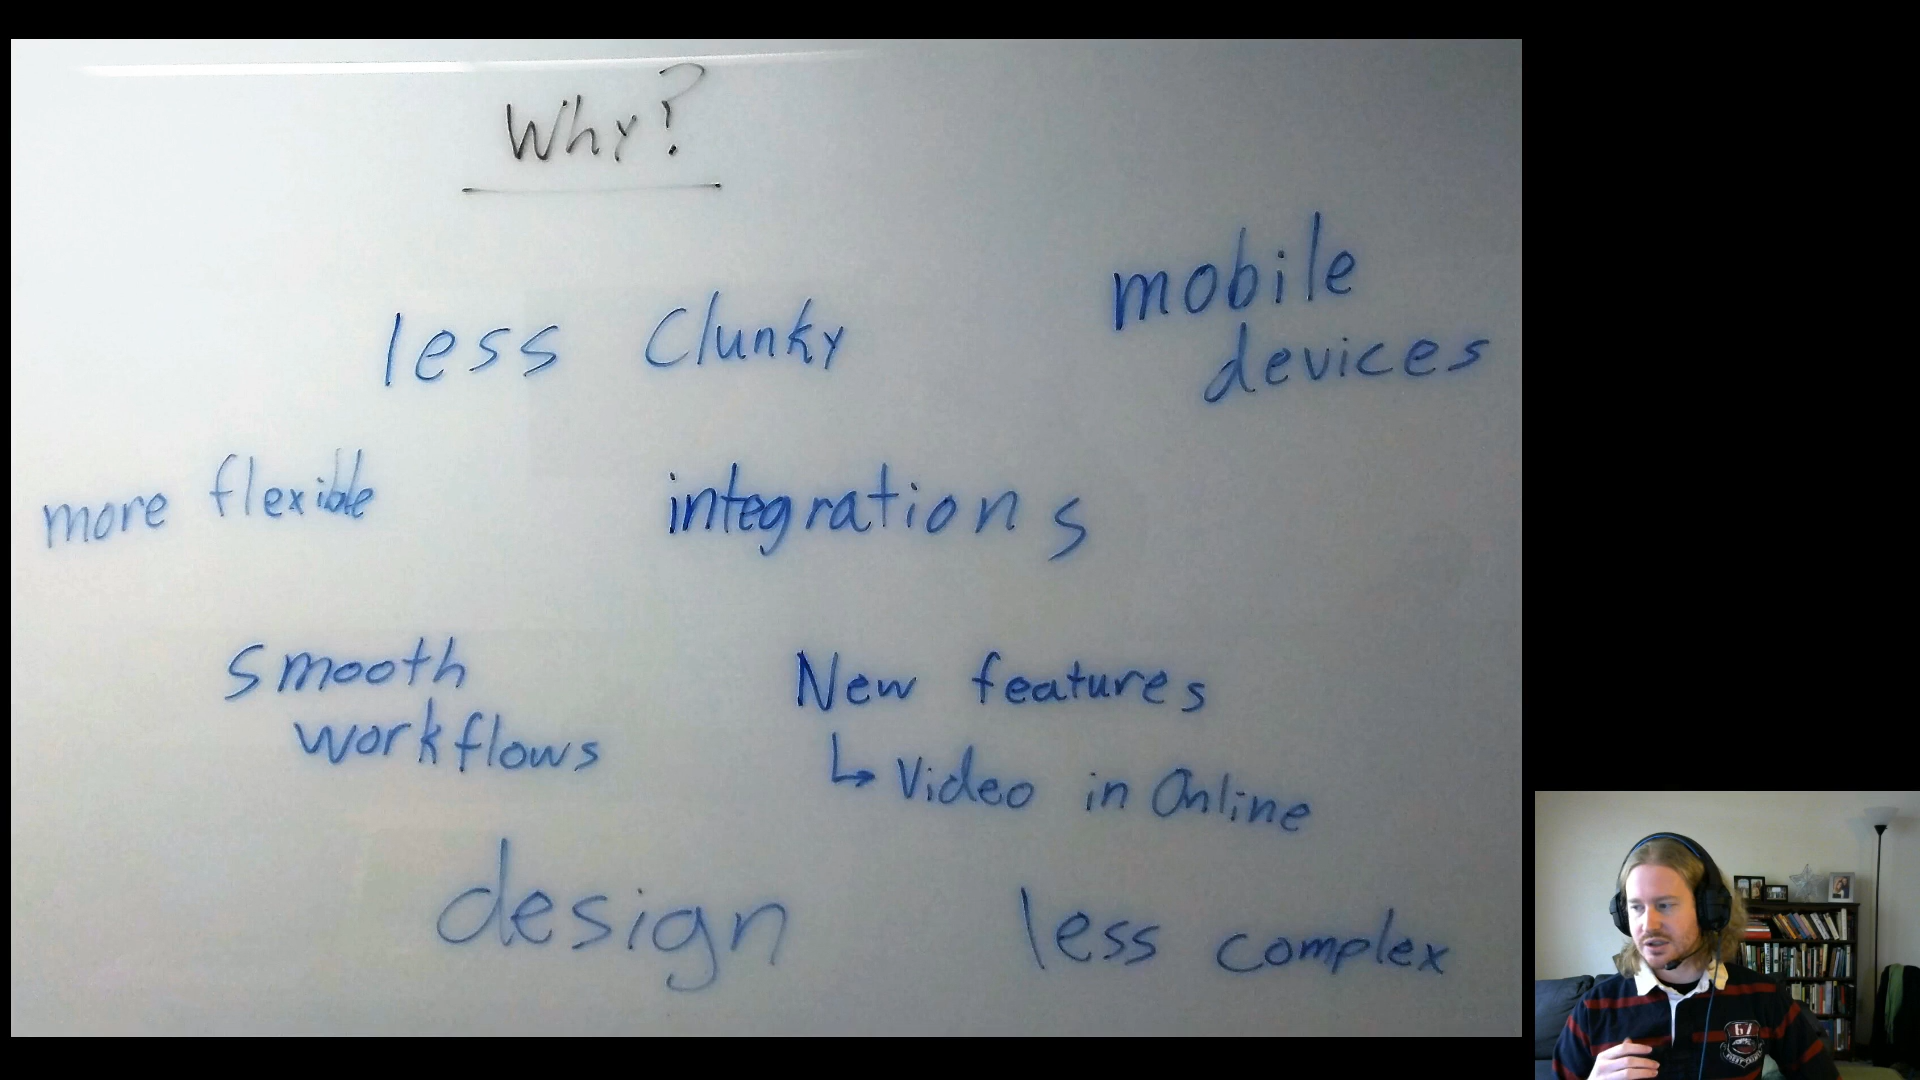 Why?
less Clunky
mobile
devices
more flexible
integrations
smooth
workflows
New features
↳ Video in Online
design
less complex